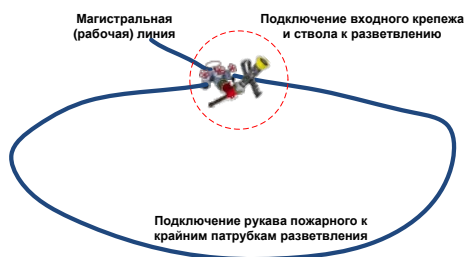 Магистральная
(рабочая) линия
Подключение входного крепежа
и ствола к разветвлению
Подключение рукава пожарного к
крайним патрубкам разветвления